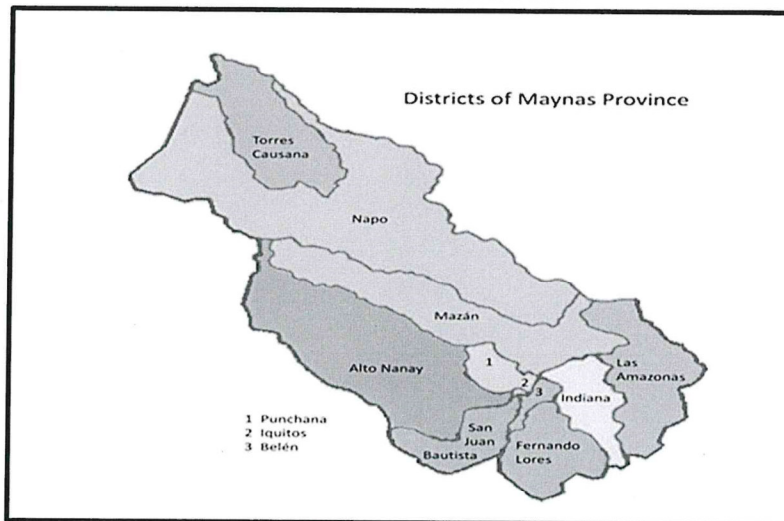 Districts of Maynas Province
Torres
Causana
Napo
Mazán
1
Alto Nanay
2
3
Las
Amazonas
Indiana
San
Juan
Bautista
Fernando
Lores
1 Punchana
2 Iquitos
3 Belén